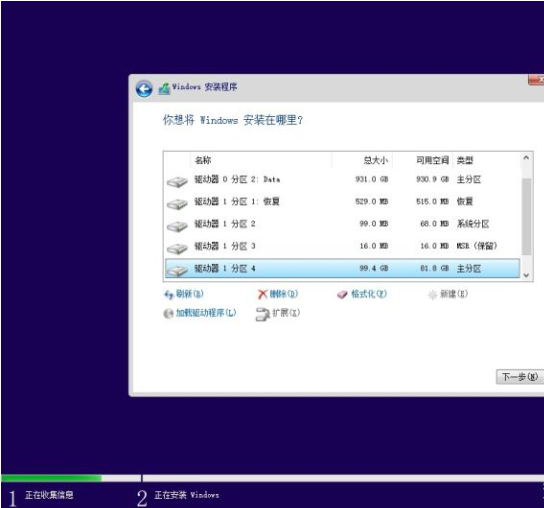 Windows 安装程序
你想将 Windows 安装在哪里?
名称 总大小 可用空间 类型
驱动器 0 分区 2: Data 931.0 GB 930.9 GB 主分区
驱动器 1 分区 1: 恢复 529.0 MB 515.0 MB 恢复
驱动器 1 分区 2 99.0 MB 68.0 MB 系统分区
驱动器 1 分区 3 16.0 MB 16.0 MB MSR (保留)
驱动器 1 分区 4 99.4 GB 81.8 GB 主分区
刷新(R) 删除(D) 格式化(F) 新建(E)
加载驱动程序(L) 扩展(X)
下一步(N)
1 正在收集信息 2 正在安装 Windows